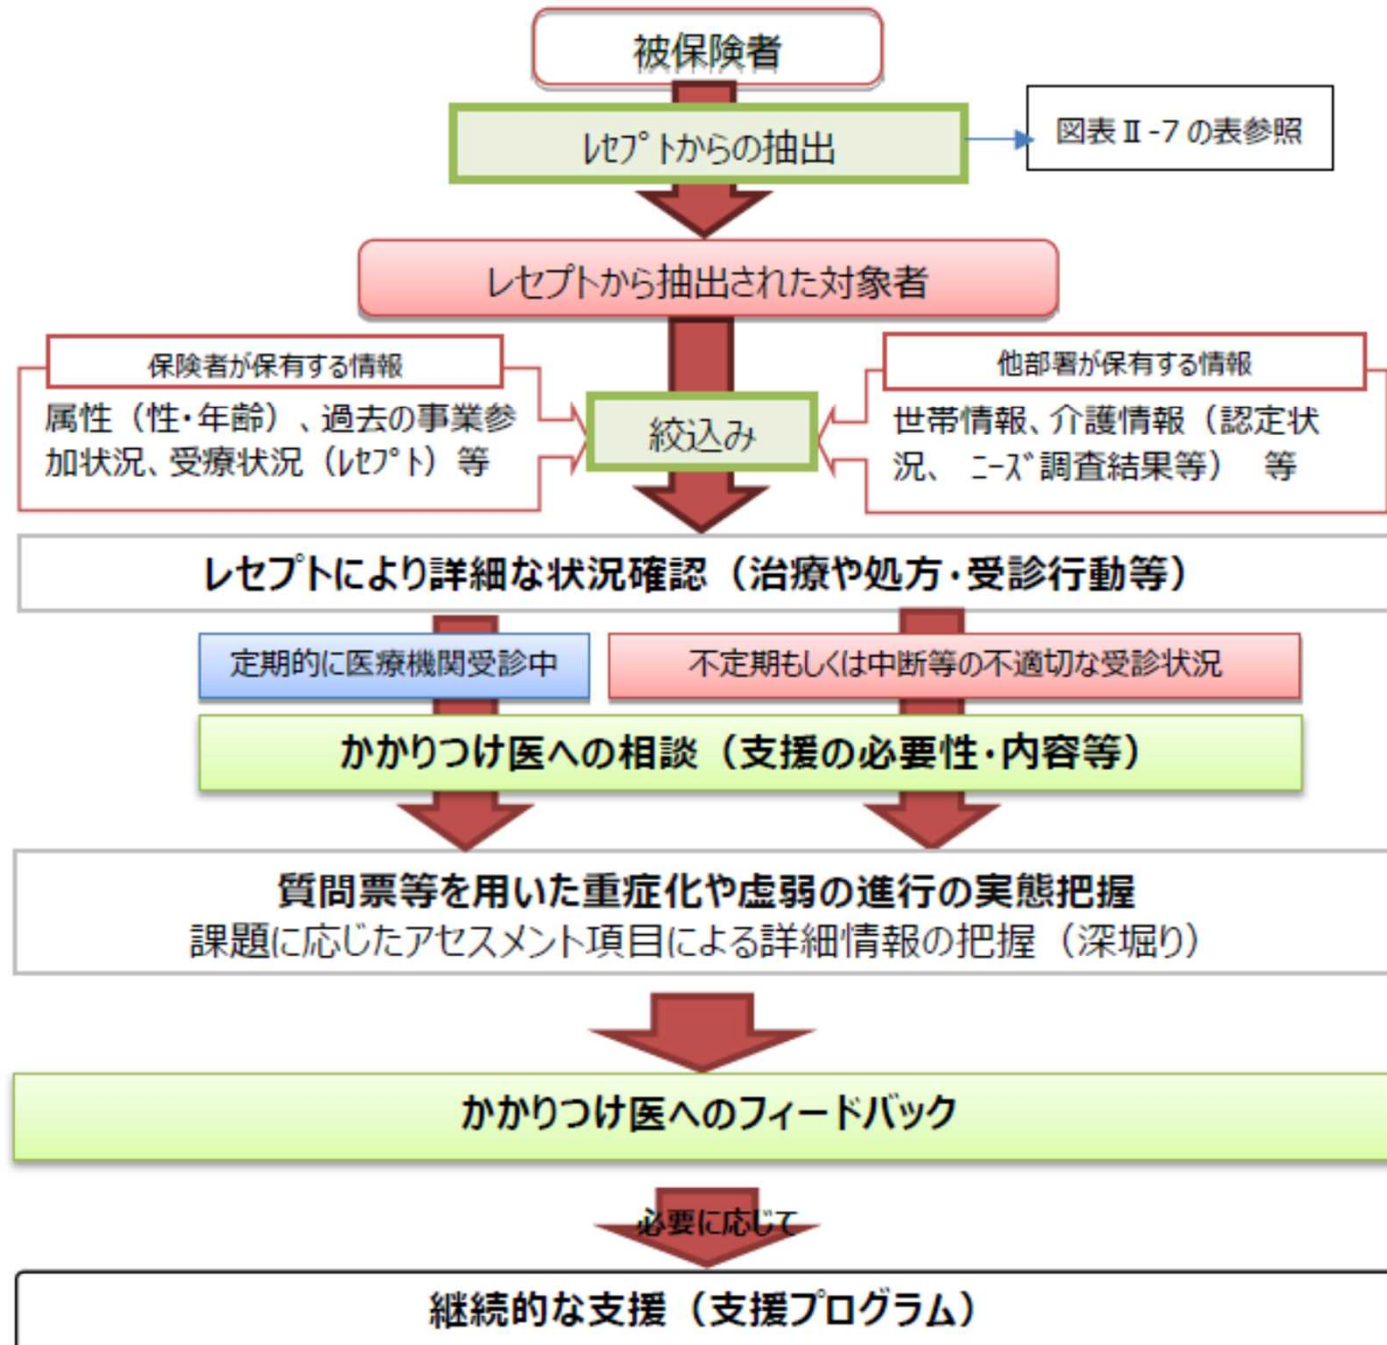 被保険者
ﾚｾﾌﾟﾄからの抽出
図表Ⅱ-7の表参照
レセプトから抽出された対象者
保険者が保有する情報
属性（性・年齢）、過去の事業参
加状況、受療状況（ﾚｾﾌﾟﾄ）等
絞込み
他部署が保有する情報
世帯情報、介護情報（認定状
況、 ﾆｰｽﾞ調査結果等） 等
レセプトにより詳細な状況確認（治療や処方・受診行動等）
定期的に医療機関受診中
不定期もしくは中断等の不適切な受診状況
かかりつけ医への相談（支援の必要性・内容等）
質問票等を用いた重症化や虚弱の進行の実態把握
課題に応じたアセスメント項目による詳細情報の把握（深堀り）
かかりつけ医へのフィードバック
必要に応じて
継続的な支援（支援プログラム）